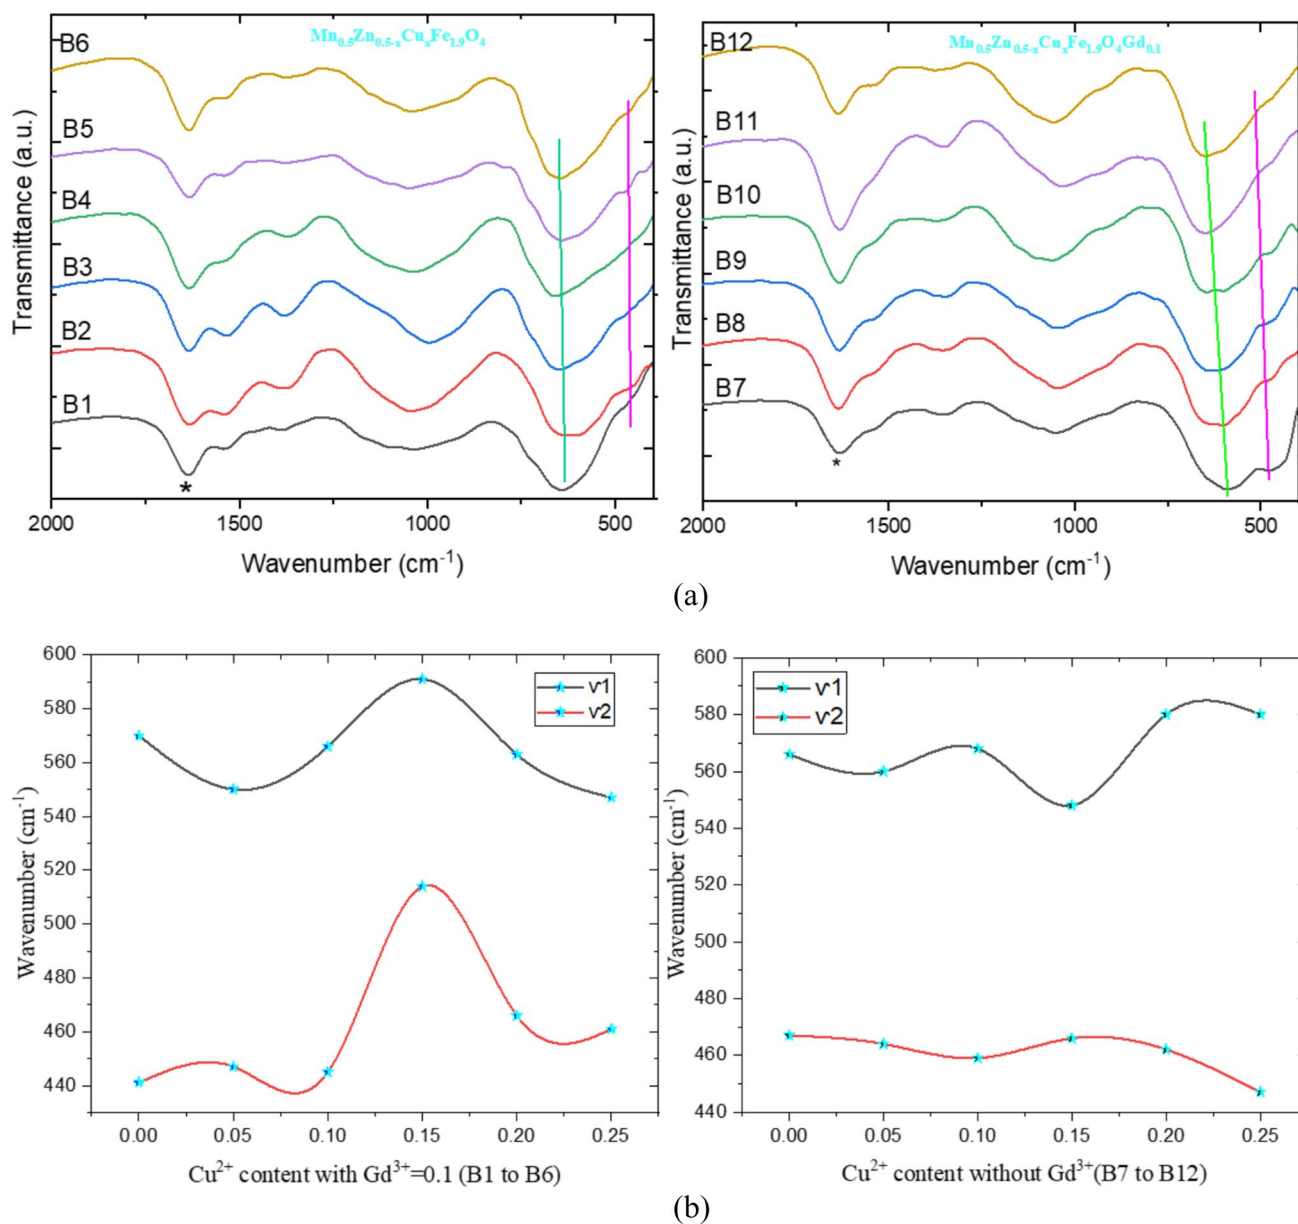 Mn0.5Zn0.5-xCuxFe1.9O4
B6
B5
B4
B3
B2
B1
*
Transmittance (a.u.)
2000 1500 1000 500
Wavenumber (cm-1)
Mn0.5Zn0.5-xCuxFe1.9O4Gd0.1
B12
B11
B10
B9
B8
B7
*
Transmittance (a.u.)
2000 1500 1000 500
Wavenumber (cm-1)
(a)
600
580
560
540
520
500
480
460
440
Wavenumber (cm-1)
v1
v2
0.00 0.05 0.10 0.15 0.20 0.25
Cu2+ content with Gd3+=0.1 (B1 to B6)
600
580
560
540
520
500
480
460
440
Wavenumber (cm-1)
v1
v2
0.00 0.05 0.10 0.15 0.20 0.25
Cu2+ content without Gd3+(B7 to B12)
(b)